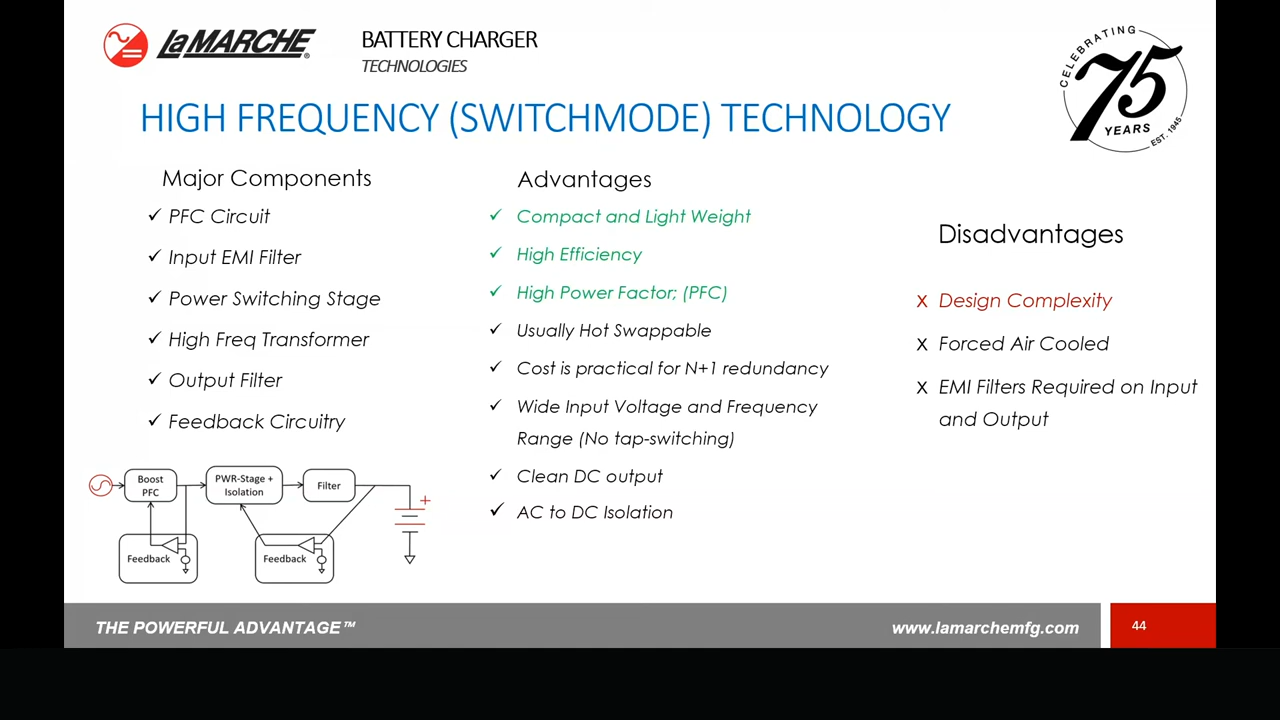 LaMARCHE®
BATTERY CHARGER
TECHNOLOGIES
CELEBRATING
75
YEARS
EST. 1945
HIGH FREQUENCY (SWITCHMODE) TECHNOLOGY
Major Components
✓ PFC Circuit
✓ Input EMI Filter
✓ Power Switching Stage
✓ High Freq Transformer
✓ Output Filter
✓ Feedback Circuitry
Advantages
✓ Compact and Light Weight
✓ High Efficiency
✓ High Power Factor; (PFC)
✓ Usually Hot Swappable
✓ Cost is practical for N+1 redundancy
✓ Wide Input Voltage and Frequency
Range (No tap-switching)
✓ Clean DC output
✓ AC to DC Isolation
Disadvantages
x Design Complexity
x Forced Air Cooled
x EMI Filters Required on Input
and Output
Boost
PFC
PWR-Stage +
Isolation
Filter
+
Feedback
Feedback
THE POWERFUL ADVANTAGE™
www.lamarchemfg.com
44